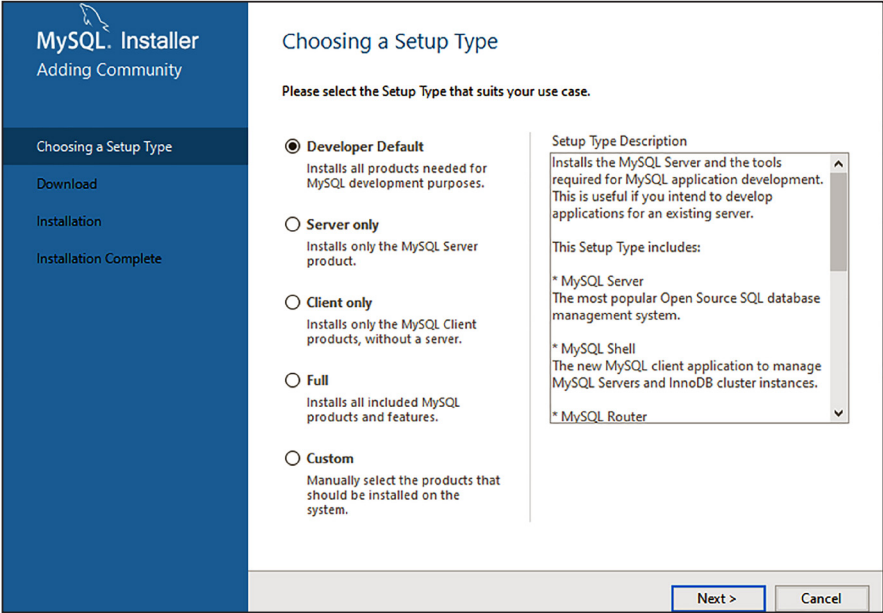 MySQL. Installer
Adding Community
Choosing a Setup Type
Download
Installation
Installation Complete
Choosing a Setup Type
Please select the Setup Type that suits your use case.
Developer Default
Installs all products needed for
MySQL development purposes.
Server only
Installs only the MySQL Server
product.
Client only
Installs only the MySQL Client
products, without a server.
Full
Installs all included MySQL
products and features.
Custom
Manually select the products that
should be installed on the
system.
Setup Type Description
Installs the MySQL Server and the tools
required for MySQL application development.
This is useful if you intend to develop
applications for an existing server.
This Setup Type includes:
* MySQL Server
The most popular Open Source SQL database
management system.
* MySQL Shell
The new MySQL client application to manage
MySQL Servers and InnoDB cluster instances.
* MySQL Router
Next >
Cancel